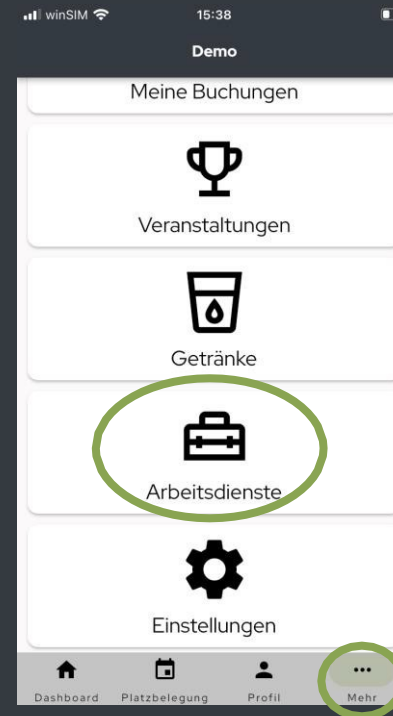 winSIM 15:38
Demo
Meine Buchungen
Veranstaltungen
Getränke
Arbeitsdienste
Einstellungen
Dashboard Platzbelegung Profil Mehr